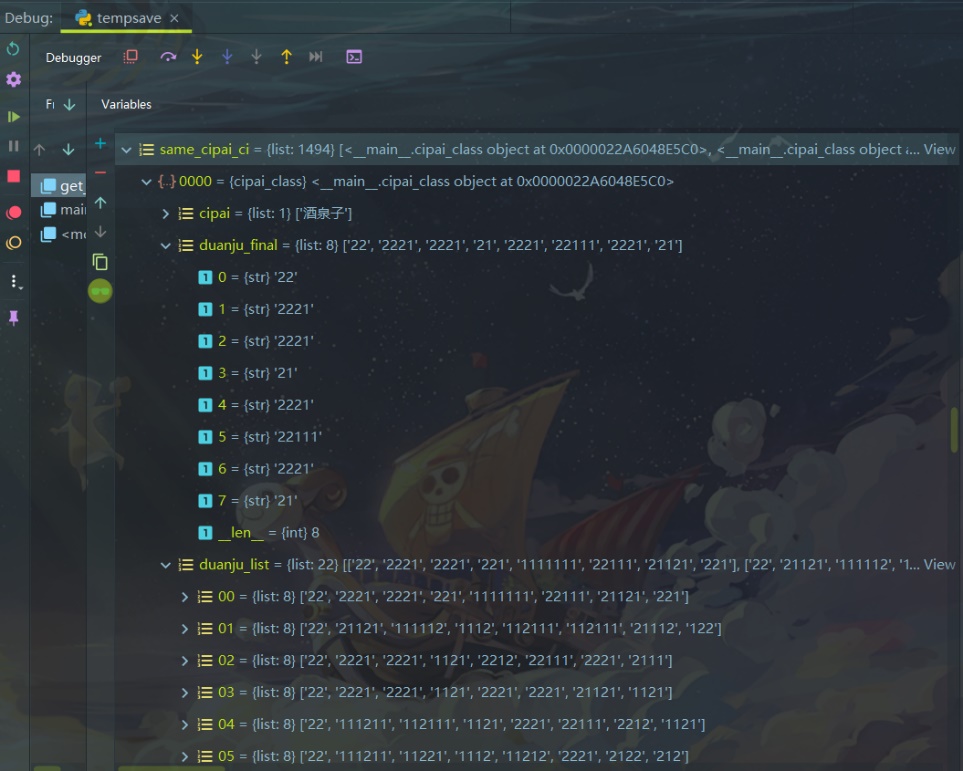 Debug: tempsave
Debugger
Variables
same_cipai_ci = {list: 1494} [<__main__.cipai_class object at 0x0000022A6048E5C0>, <__main__.cipai_class object a... View
0000 = {cipai_class} <__main__.cipai_class object at 0x0000022A6048E5C0>
get_
cipai = {list: 1} ['酒泉子']
mair
duanju_final = {list: 8} ['22', '2221', '2221', '21', '2221', '22111', '2221', '21']
<mo
0 = {str} '22'
1 = {str} '2221'
2 = {str} '2221'
3 = {str} '21'
4 = {str} '2221'
5 = {str} '22111'
6 = {str} '2221'
7 = {str} '21'
__len__ = {int} 8
duanju_list = {list: 22} [['22', '2221', '2221', '221', '1111111', '22111', '21121', '221'], ['22', '21121', '111112', '1... View
00 = {list: 8} ['22', '2221', '2221', '221', '1111111', '22111', '21121', '221']
01 = {list: 8} ['22', '21121', '111112', '1112', '112111', '112111', '21112', '122']
02 = {list: 8} ['22', '2221', '2221', '1121', '2212', '22111', '2221', '2111']
03 = {list: 8} ['22', '2221', '2221', '1121', '2221', '2221', '21121', '1121']
04 = {list: 8} ['22', '111211', '112111', '1121', '2221', '22111', '2212', '1121']
05 = {list: 8} ['22', '111211', '11221', '1112', '11212', '2221', '2122', '212']